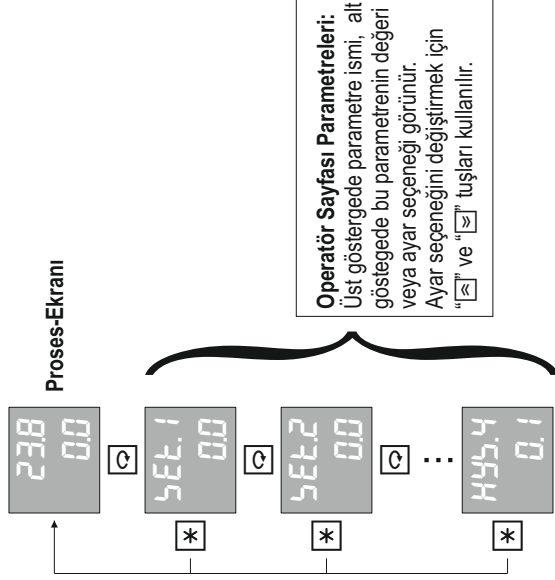 Proses-Ekranı
23.8
0.0
SEt.1
0.0
SEt.2
0.0
...
HYS.4
0.1
Operatör Sayfası Parametreleri:
Üst göstergede parametre ismi, alt
göstegede bu parametrenin değeri
veya ayar seçeneği görünür.
Ayar seçeneğini değiştirmek için
“ ” ve “ ” tuşları kullanılır.